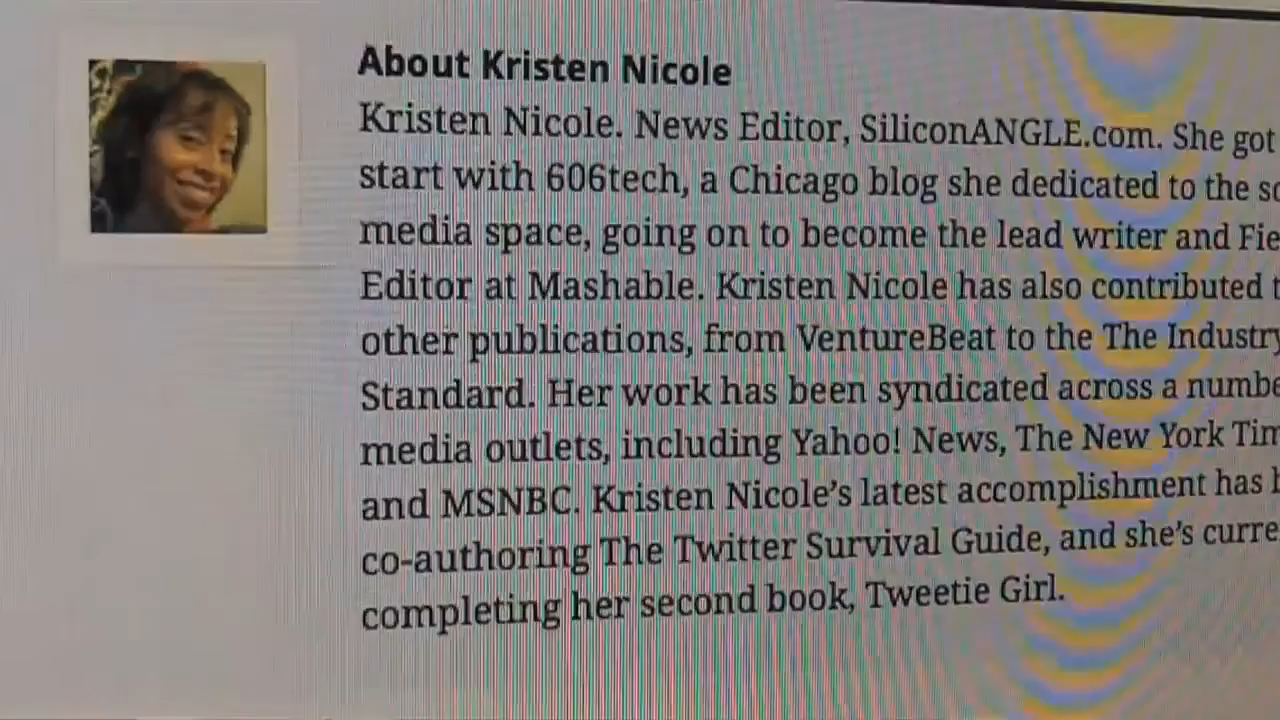 About Kristen Nicole
Kristen Nicole. News Editor, SiliconANGLE.com. She got
start with 606tech, a Chicago blog she dedicated to the
media space, going on to become the lead writer and
Editor at Mashable. Kristen Nicole has also contributed
other publications, from VentureBeat to the The Industry
Standard. Her work has been syndicated across a
media outlets, including Yahoo! News, The New York
and MSNBC. Kristen Nicole's latest accomplishment has
co-authoring The Twitter Survival Guide, and she's
completing her second book, Tweetie Girl.